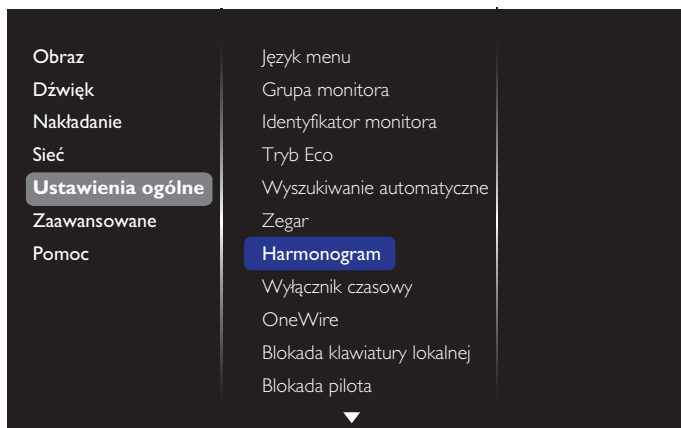 Obraz
Dźwięk
Nakładanie
Sieć
Ustawienia ogólne
Zaawansowane
Pomoc
Język menu
Grupa monitora
Identyfikator monitora
Tryb Eco
Wyszukiwanie automatyczne
Zegar
Harmonogram
Wyłącznik czasowy
OneWire
Blokada klawiatury lokalnej
Blokada pilota